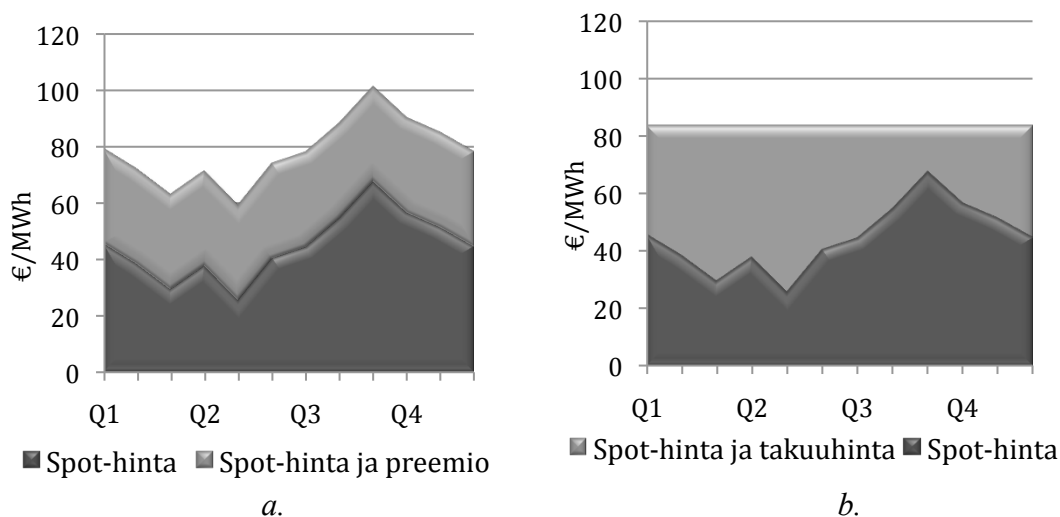 120
100
80
60
40
20
0
€/MWh
Q1 Q2 Q3 Q4
Spot-hinta Spot-hinta ja preemio
a.
120
100
80
60
40
20
0
€/MWh
Q1 Q2 Q3 Q4
Spot-hinta ja takuuhinta Spot-hinta
b.